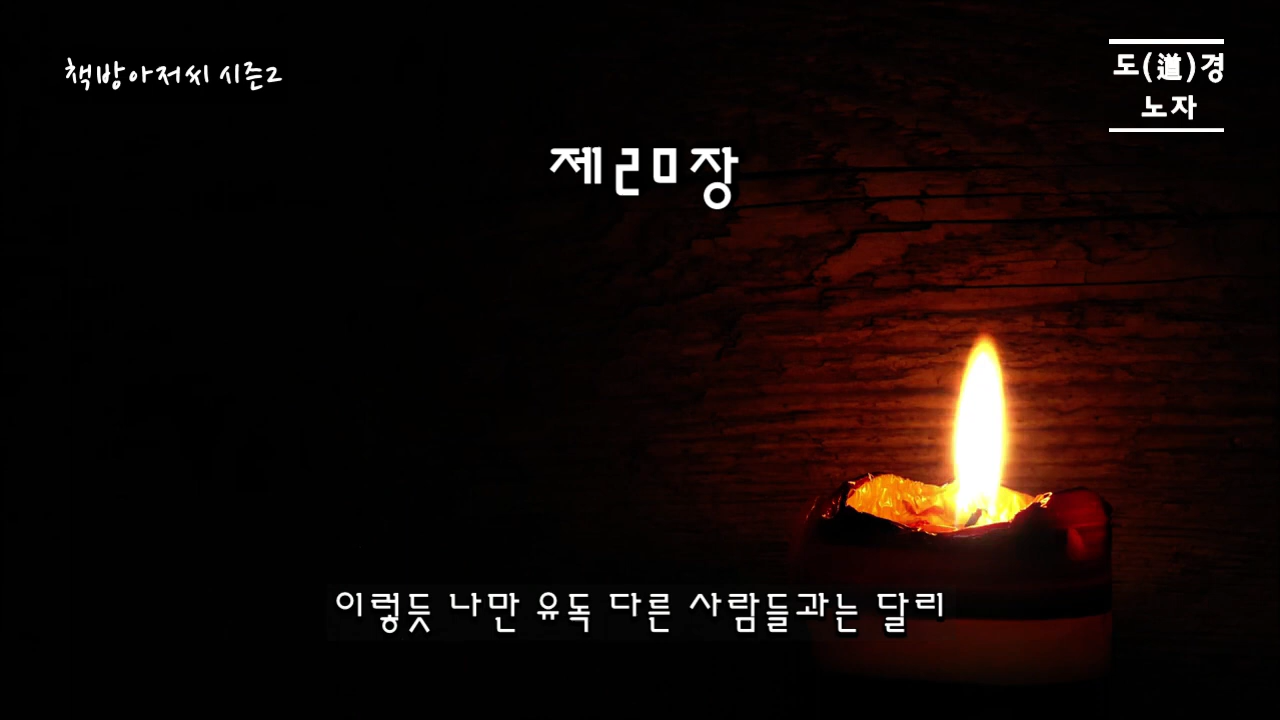 책방아저씨 시즌2
도(道)경
노자
제20장
이렇듯 나만 유독 다른 사람들과는 달리